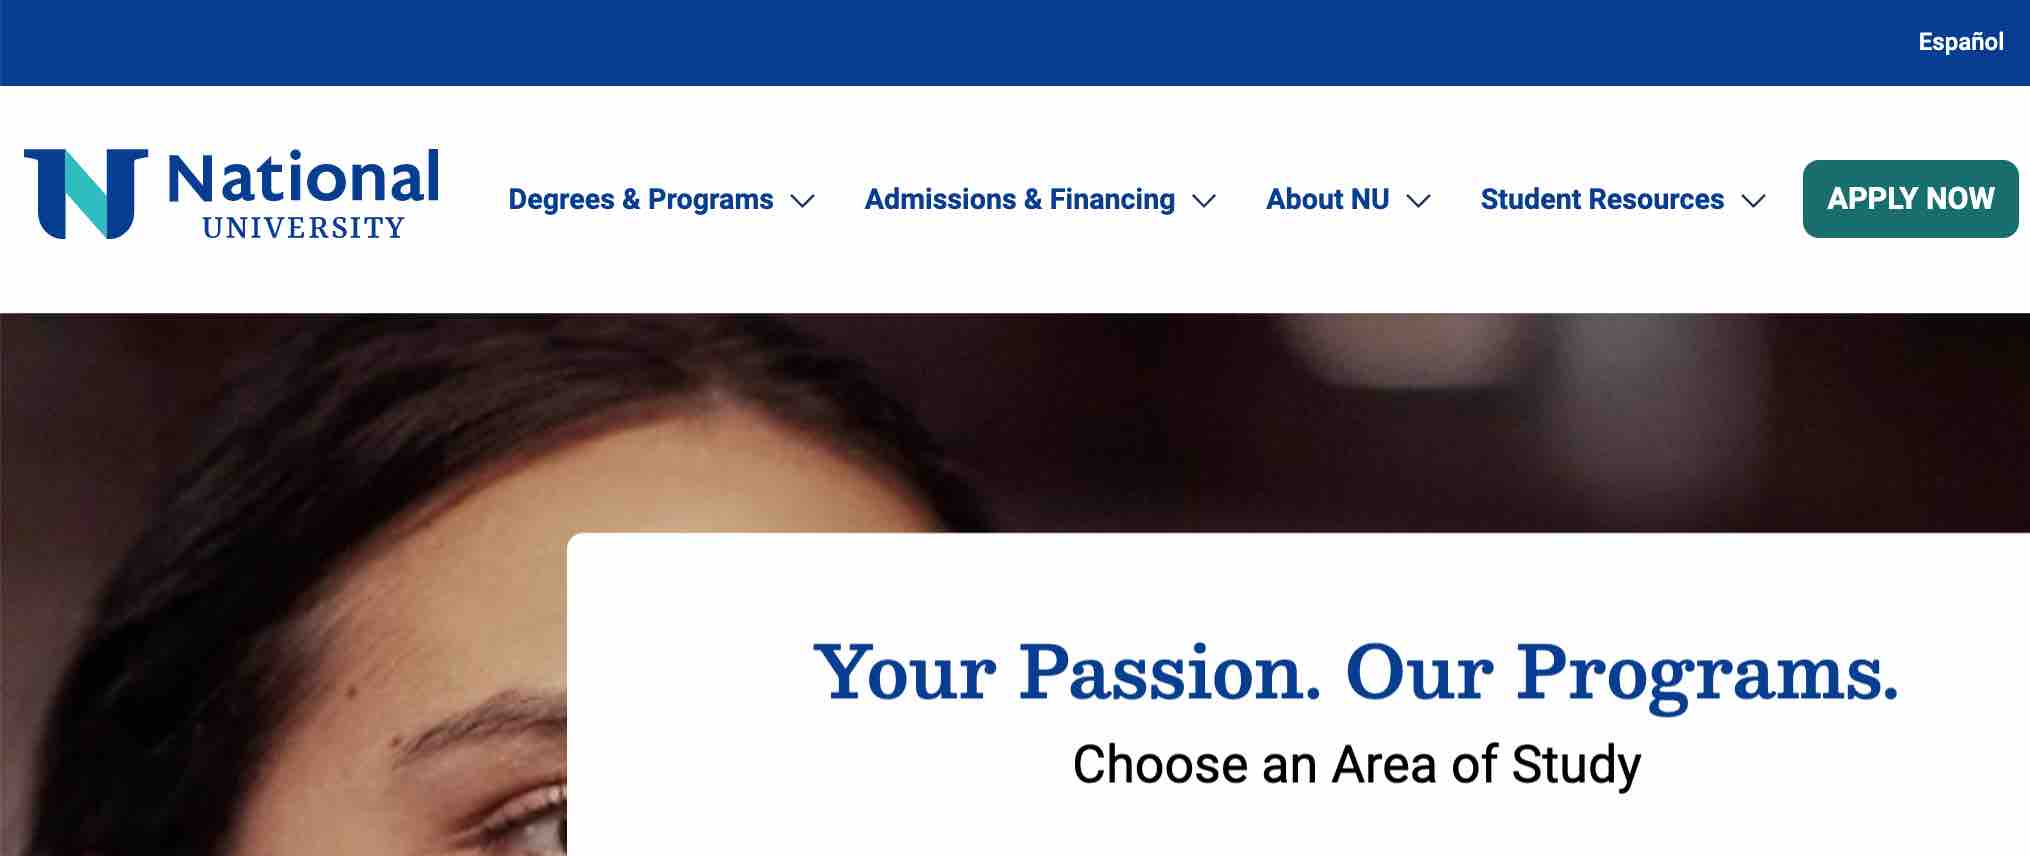 Español
National
UNIVERSITY
Degrees & Programs
Admissions & Financing
About NU
Student Resources
APPLY NOW
Your Passion. Our Programs.
Choose an Area of Study